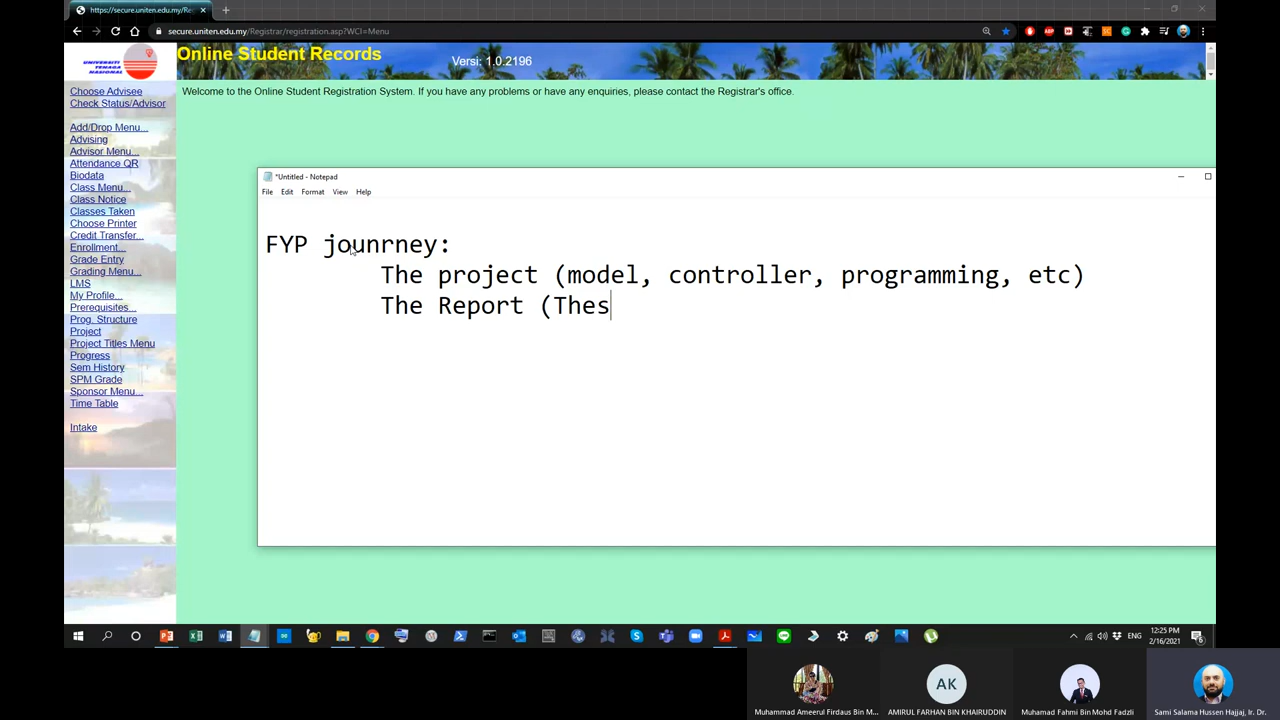 https://secure.uniten.edu.my/Re
secure.uniten.edu.my/Registrar/registration.asp?WCI=Menu
UNIVERSITI
TENAGA
NASIONAL
Online Student Records
Versi: 1.0.2196
Choose Advisee
Check Status/Advisor
Add/Drop Menu...
Advising
Advisor Menu...
Attendance QR
Biodata
Class Menu...
Class Notice
Classes Taken
Choose Printer
Credit Transfer...
Enrollment...
Grade Entry
Grading Menu...
LMS
My Profile...
Prerequisites...
Prog. Structure
Project
Project Titles Menu
Progress
Sem History
SPM Grade
Sponsor Menu...
Time Table
Intake
Welcome to the Online Student Registration System. If you have any problems or have any enquiries, please contact the Registrar's office.
*Untitled - Notepad
File Edit Format View Help
FYP jounrney:
The project (model, controller, programming, etc)
The Report (Thes
ENG
12:25 PM
2/16/2021
Muhammad Ameerul Firdaus Bin M...
AK
AMIRUL FARHAN BIN KHAIRUDDIN
Muhamad Fahmi Bin Mohd Fadzli
Sami Salama Hussen Hajjaj, Ir. Dr.